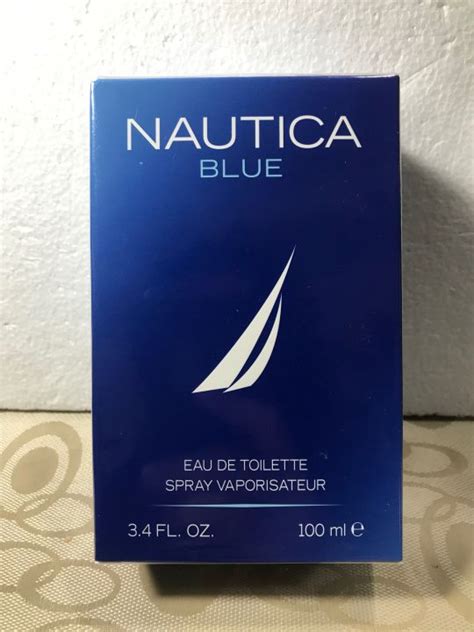 NAUTICA
BLUE
EAU DE TOILETTE
SPRAY VAPORISATEUR
3.4 FL. OZ. 100 ml ℮